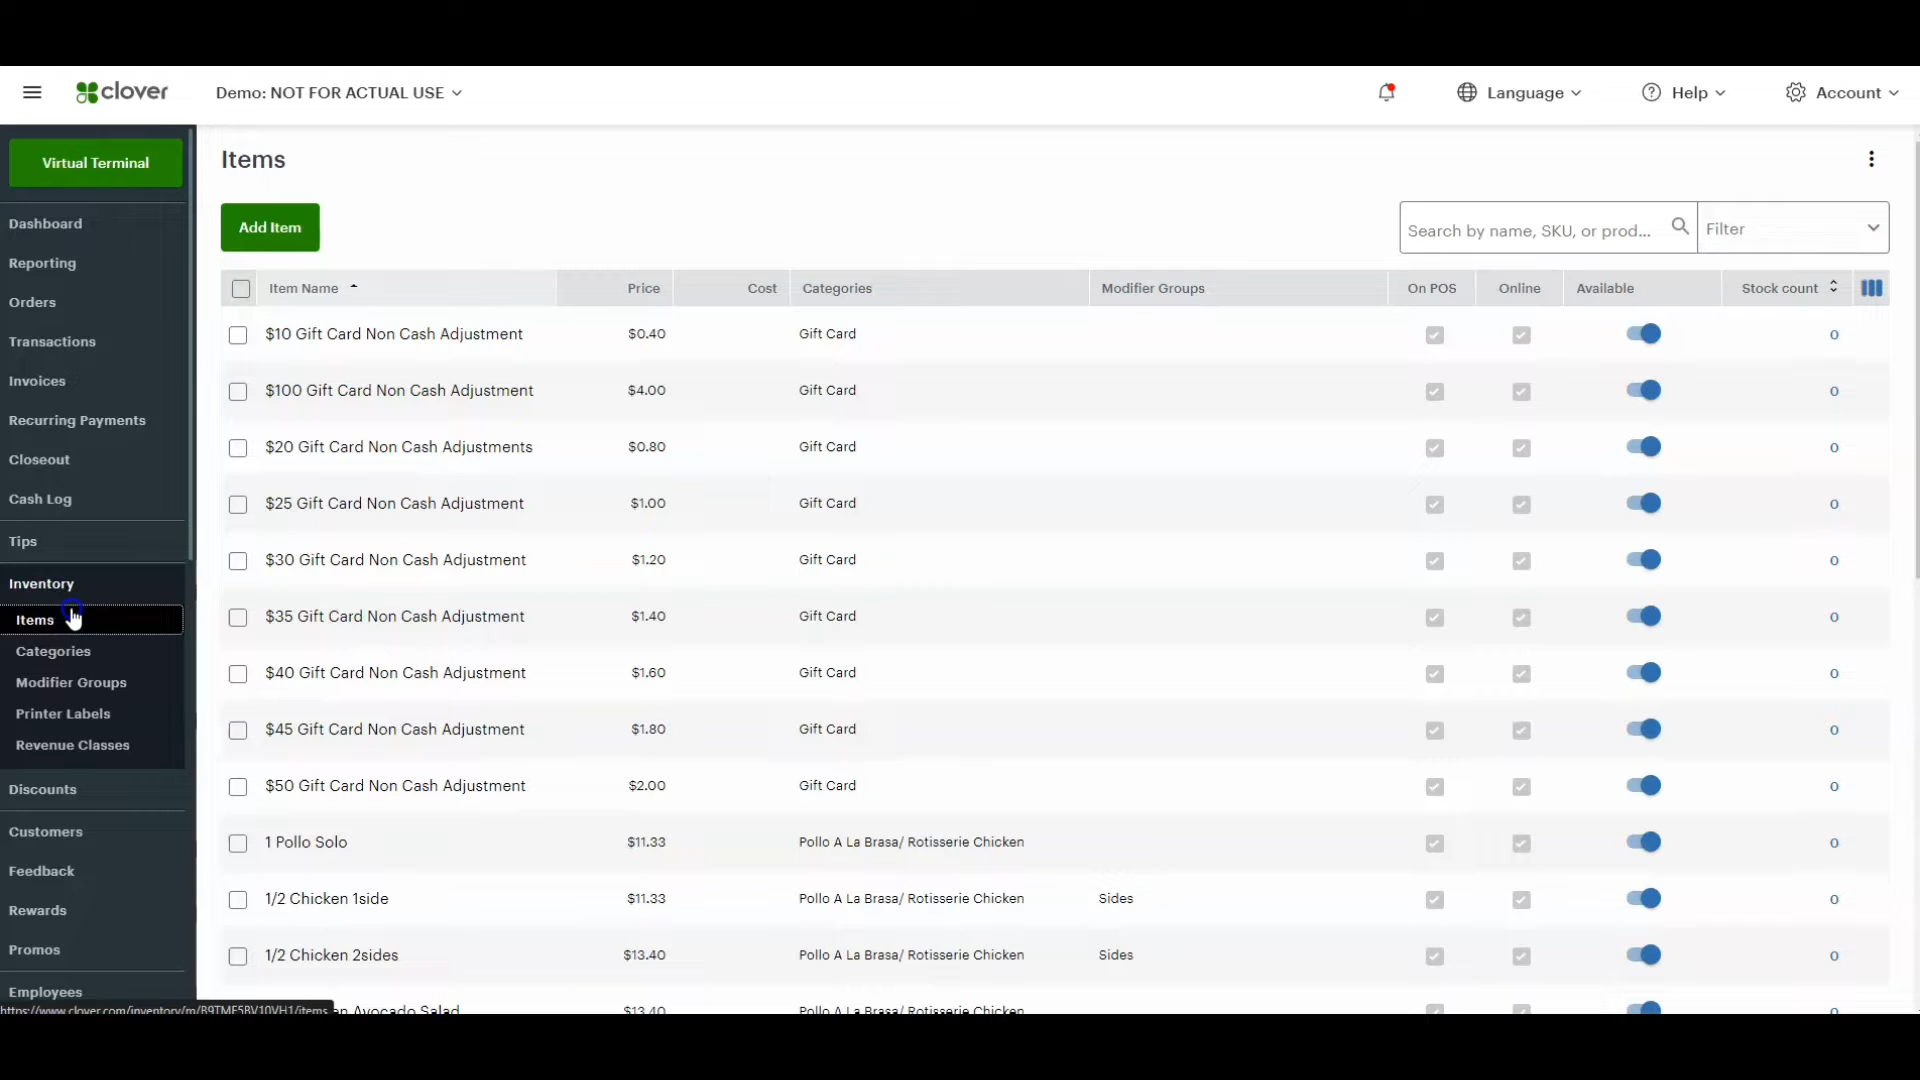 clover
Demo: NOT FOR ACTUAL USE
Language
Help
Account
Virtual Terminal
Dashboard
Reporting
Orders
Transactions
Invoices
Recurring Payments
Closeout
Cash Log
Tips
Inventory
Items
Categories
Modifier Groups
Printer Labels
Revenue Classes
Discounts
Customers
Feedback
Rewards
Promos
Employees
Items
Add Item
Search by name, SKU, or prod...
Filter
Item Name Price Cost Categories Modifier Groups On POS Online Available Stock count
$10 Gift Card Non Cash Adjustment $0.40 Gift Card 0
$100 Gift Card Non Cash Adjustment $4.00 Gift Card 0
$20 Gift Card Non Cash Adjustments $0.80 Gift Card 0
$25 Gift Card Non Cash Adjustment $1.00 Gift Card 0
$30 Gift Card Non Cash Adjustment $1.20 Gift Card 0
$35 Gift Card Non Cash Adjustment $1.40 Gift Card 0
$40 Gift Card Non Cash Adjustment $1.60 Gift Card 0
$45 Gift Card Non Cash Adjustment $1.80 Gift Card 0
$50 Gift Card Non Cash Adjustment $2.00 Gift Card 0
1 Pollo Solo $11.33 Pollo A La Brasa/ Rotisserie Chicken 0
1/2 Chicken 1side $11.33 Pollo A La Brasa/ Rotisserie Chicken Sides 0
1/2 Chicken 2sides $13.40 Pollo A La Brasa/ Rotisserie Chicken Sides 0
Avocado Salad $13.40 Pollo A La Brasa/ Rotisserie Chicken 0